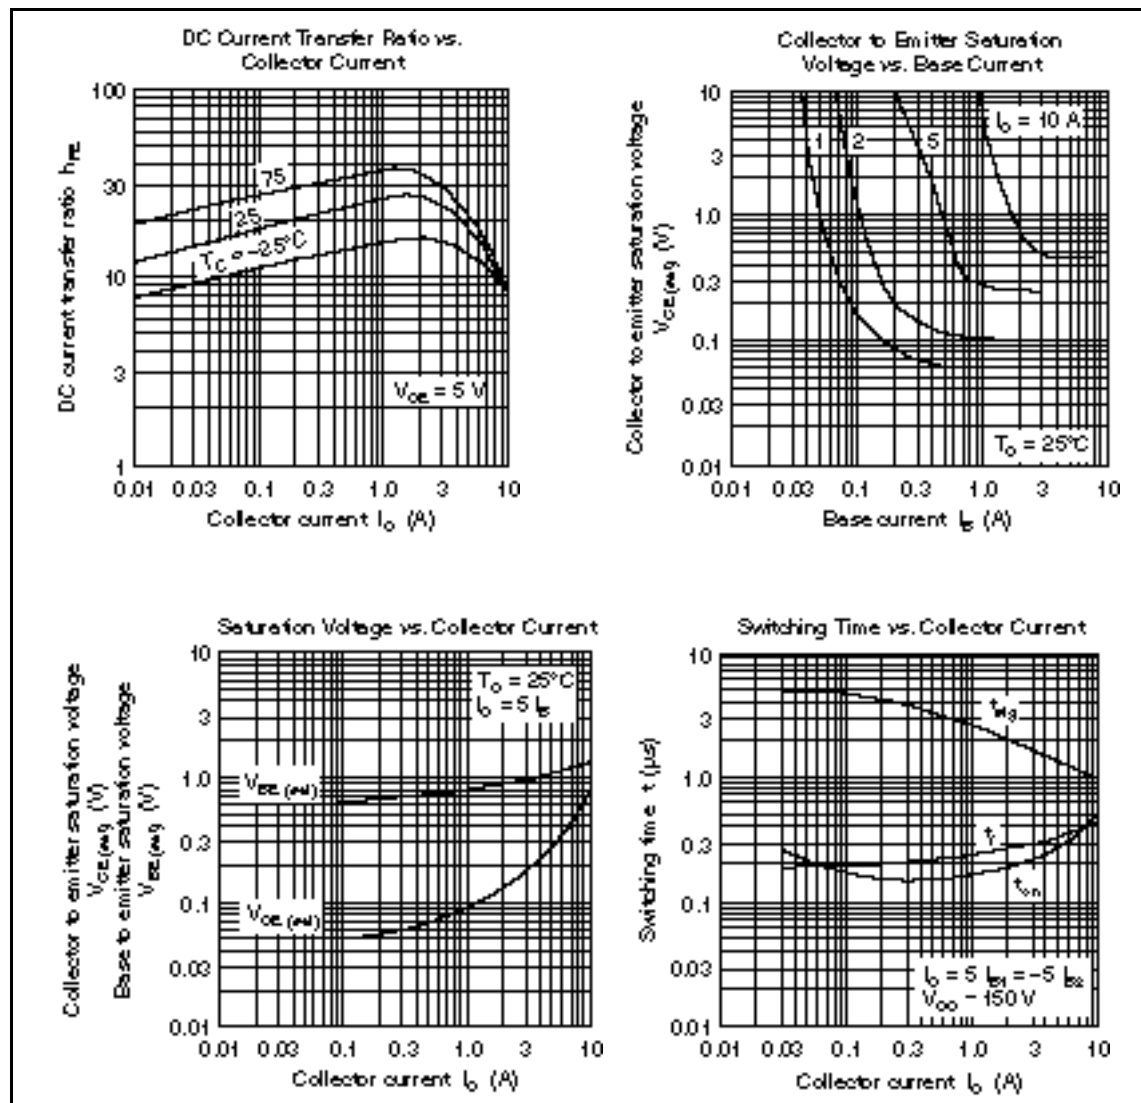 DC Current Transfer Ratio vs.
Collector Current
100
30
10
3
1
DC current transfer ratio hFE
75
25
TC = –25°C
VCE = 5 V
0.01 0.03 0.1 0.3 1.0 3 10
Collector current IC (A)
Collector to Emitter Saturation
Voltage vs. Base Current
10
3
1.0
0.3
0.1
0.03
0.01
Collector to emitter saturation voltage
VCE(sat) (V)
1
2
5
IC = 10 A
TC = 25°C
0.01 0.03 0.1 0.3 1.0 3 10
Base current IB (A)
Saturation Voltage vs. Collector Current
10
3
1.0
0.3
0.1
0.03
0.01
Collector to emitter saturation voltage
VCE(sat) (V)
Base to emitter saturation voltage
VBE(sat) (V)
TC = 25°C
IC = 5 IB
VBE (sat)
VCE (sat)
0.01 0.03 0.1 0.3 1.0 3 10
Collector current IC (A)
Switching Time vs. Collector Current
10
3
1.0
0.3
0.1
0.03
0.01
Switching time t (µs)
tstg
tf
ton
IC = 5 IB1 = –5 IB2
VCC – 150 V
0.01 0.03 0.1 0.3 1.0 3 10
Collector current IC (A)